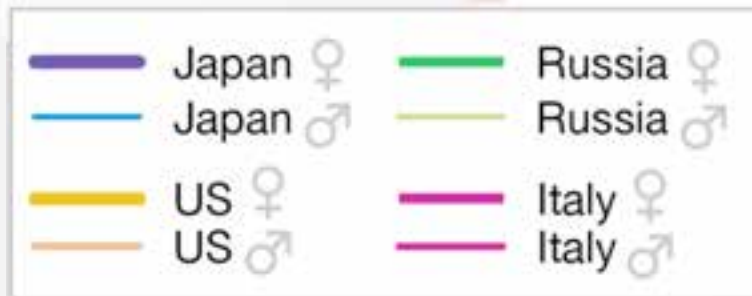 Japan ♀
Japan ♂
US ♀
US ♂
Russia ♀
Russia ♂
Italy ♀
Italy ♂